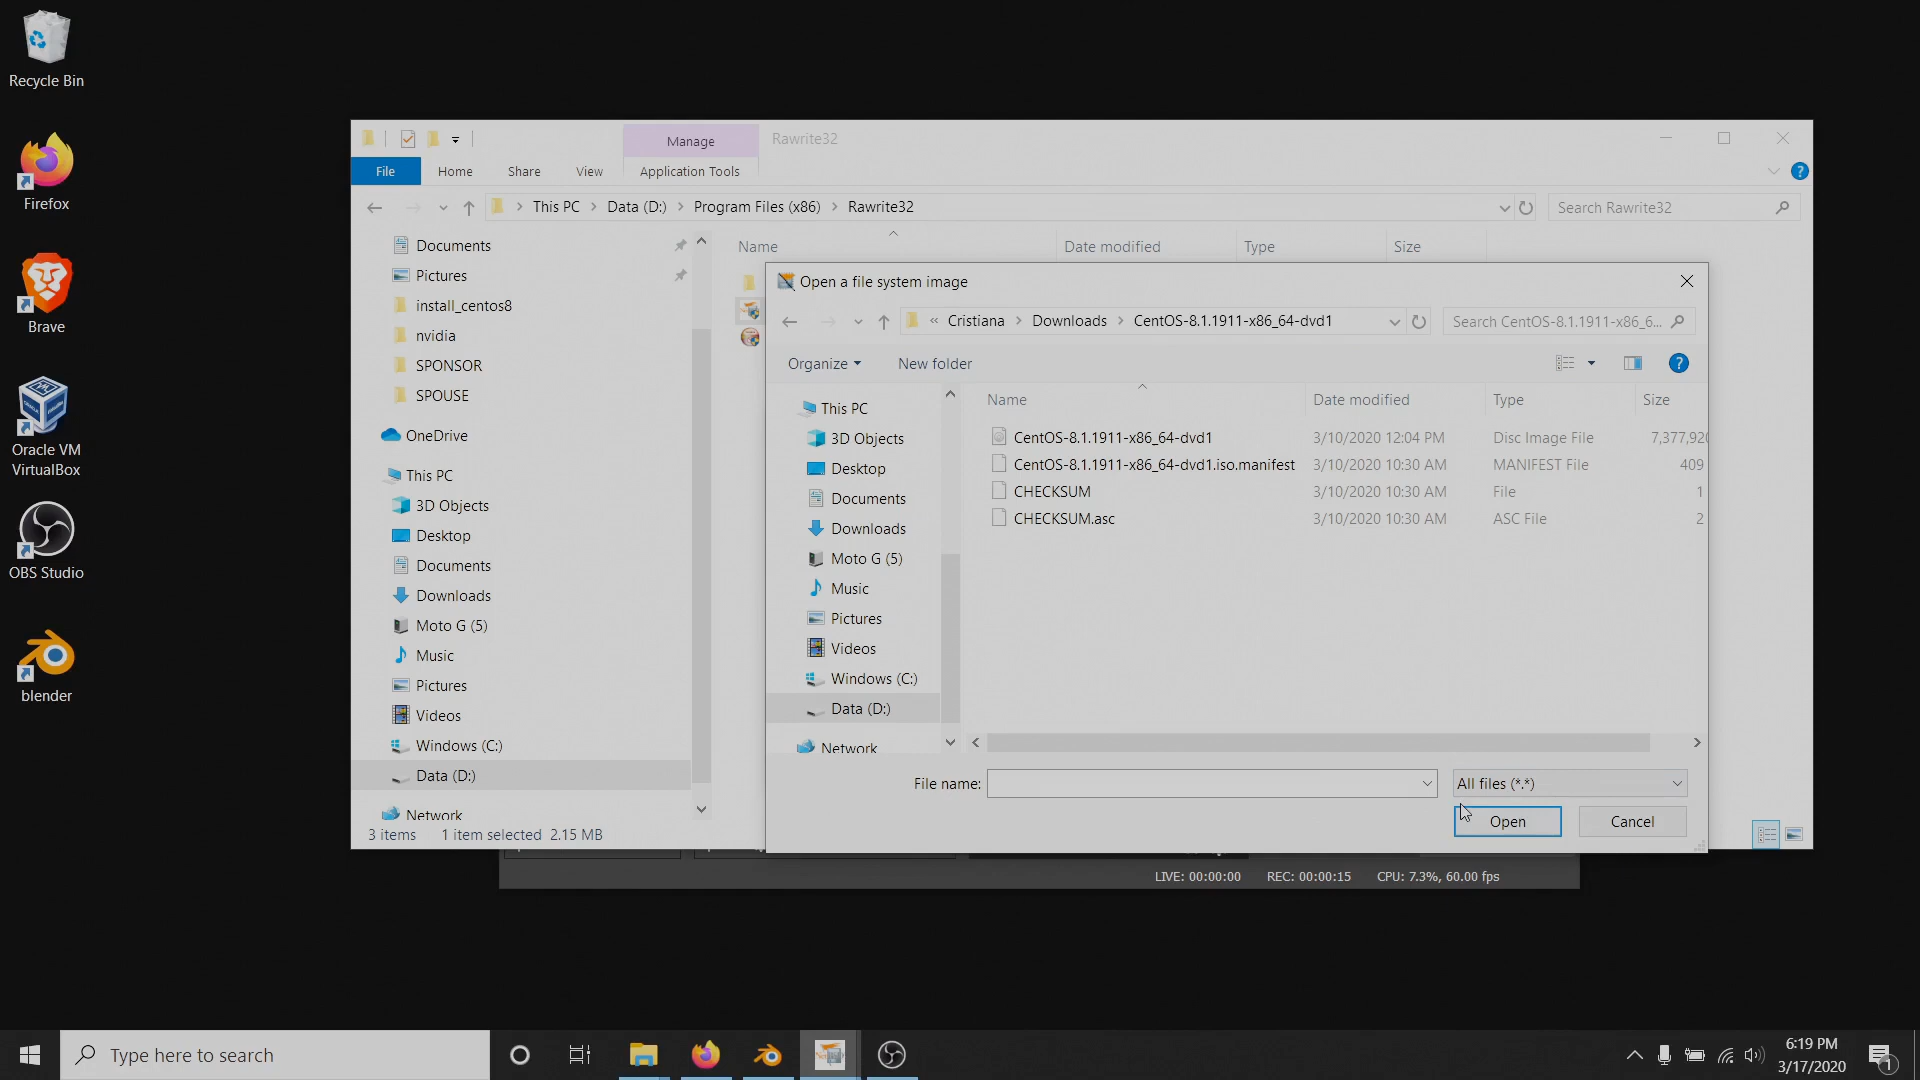 Recycle Bin
Firefox
Brave
Oracle VM
VirtualBox
OBS Studio
blender
Manage
Rawrite32
File
Home
Share
View
Application Tools
This PC
Data (D:)
Program Files (x86)
Rawrite32
Search Rawrite32
Name
Date modified
Type
Size
Documents
Pictures
install_centos8
nvidia
SPONSOR
SPOUSE
OneDrive
This PC
3D Objects
Desktop
Documents
Downloads
Moto G (5)
Music
Pictures
Videos
Windows (C:)
Data (D:)
Network
3 items
1 item selected 2.15 MB
Open a file system image
« Cristiana
Downloads
CentOS-8.1.1911-x86_64-dvd1
Search CentOS-8.1.1911-x86_6...
Organize
New folder
This PC
3D Objects
Desktop
Documents
Downloads
Moto G (5)
Music
Pictures
Videos
Windows (C:)
Data (D:)
Network
Name Date modified Type Size
CentOS-8.1.1911-x86_64-dvd1 3/10/2020 12:04 PM Disc Image File 7,377,920
CentOS-8.1.1911-x86_64-dvd1.iso.manifest 3/10/2020 10:30 AM MANIFEST File 409
CHECKSUM 3/10/2020 10:30 AM File 1
CHECKSUM.asc 3/10/2020 10:30 AM ASC File 2
File name:
All files (*.*)
Open
Cancel
LIVE: 00:00:00 REC: 00:00:15 CPU: 7.3%, 60.00 fps
Type here to search
6:19 PM
3/17/2020
1